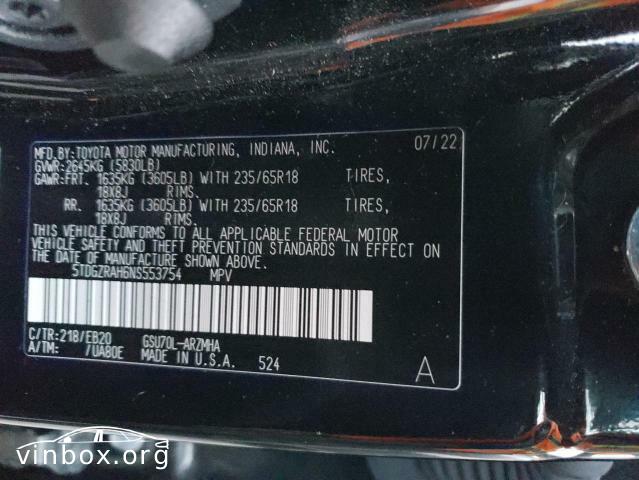 MFD.BY:TOYOTA MOTOR MANUFACTURING, INDIANA, INC. 07/22
GVWR:2645KG (5830LB)
GAWR:FRT. 1635KG (3605LB) WITH 235/65R18 TIRES,
18X8J RIMS,
RR. 1635KG (3605LB) WITH 235/65R18 TIRES,
18X8J RIMS,
THIS VEHICLE CONFORMS TO ALL APPLICABLE FEDERAL MOTOR
VEHICLE SAFETY AND THEFT PREVENTION STANDARDS IN EFFECT ON
THE DATE OF MANUFACTURE SHOWN ABOVE.
5TDGZRAH6NS553754 MPV
C/TR:218/EB20 GSU70L-ARZMHA
A/TM: /UA80E MADE IN U.S.A. 524
A
vinbox.org